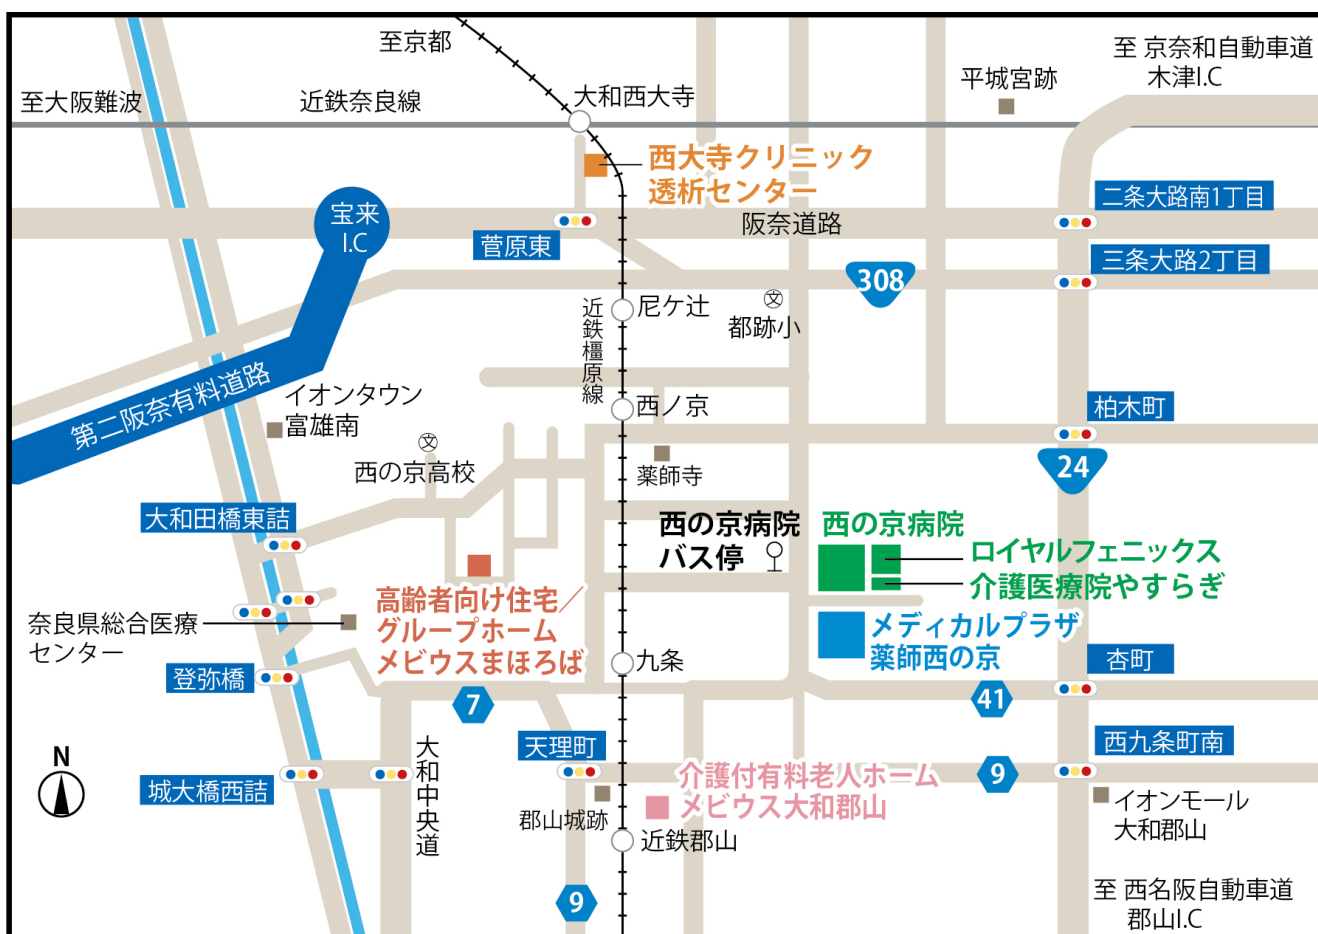 至京都
至 京奈和自動車道
木津I.C
平城宮跡
至大阪難波
近鉄奈良線
大和西大寺
西大寺クリニック
透析センター
宝来
I.C
二条大路南1丁目
阪奈道路
菅原東
三条大路2丁目
308
尼ケ辻
都跡小
文
近鉄橿原線
第二阪奈有料道路
イオンタウン
富雄南
西ノ京
柏木町
文
西の京高校
薬師寺
24
大和田橋東詰
西の京病院
バス停
西の京病院
ロイヤルフェニックス
介護医療院やすらぎ
高齢者向け住宅／
グループホーム
メビウスまほろば
奈良県総合医療
センター
メディカルプラザ
薬師西の京
九条
杏町
登弥橋
7
41
天理町
西九条町南
N
大和中央道
城大橋西詰
介護付有料老人ホーム
メビウス大和郡山
9
郡山城跡
イオンモール
大和郡山
近鉄郡山
9
至 西名阪自動車道
郡山I.C